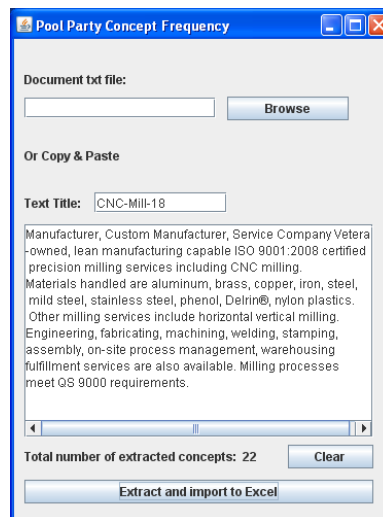 Pool Party Concept Frequency
Document txt file:
Browse
Or Copy & Paste
Text Title: CNC-Mill-18
Manufacturer, Custom Manufacturer, Service Company Vetera
-owned, lean manufacturing capable ISO 9001:2008 certified
precision milling services including CNC milling.
Materials handled are aluminum, brass, copper, iron, steel,
mild steel, stainless steel, phenol, Delrin®, nylon plastics.
Other milling services include horizontal vertical milling.
Engineering, fabricating, machining, welding, stamping,
assembly, on-site process management, warehousing
fulfillment services are also available. Milling processes
meet QS 9000 requirements.
Total number of extracted concepts: 22 Clear
Extract and import to Excel